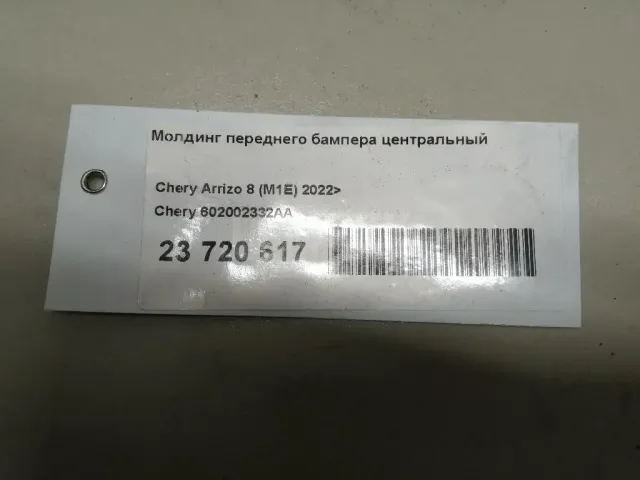 Молдинг переднего бампера центральный
Chery Arrizo 8 (M1E) 2022>
Chery 602002332AA
23 720 617